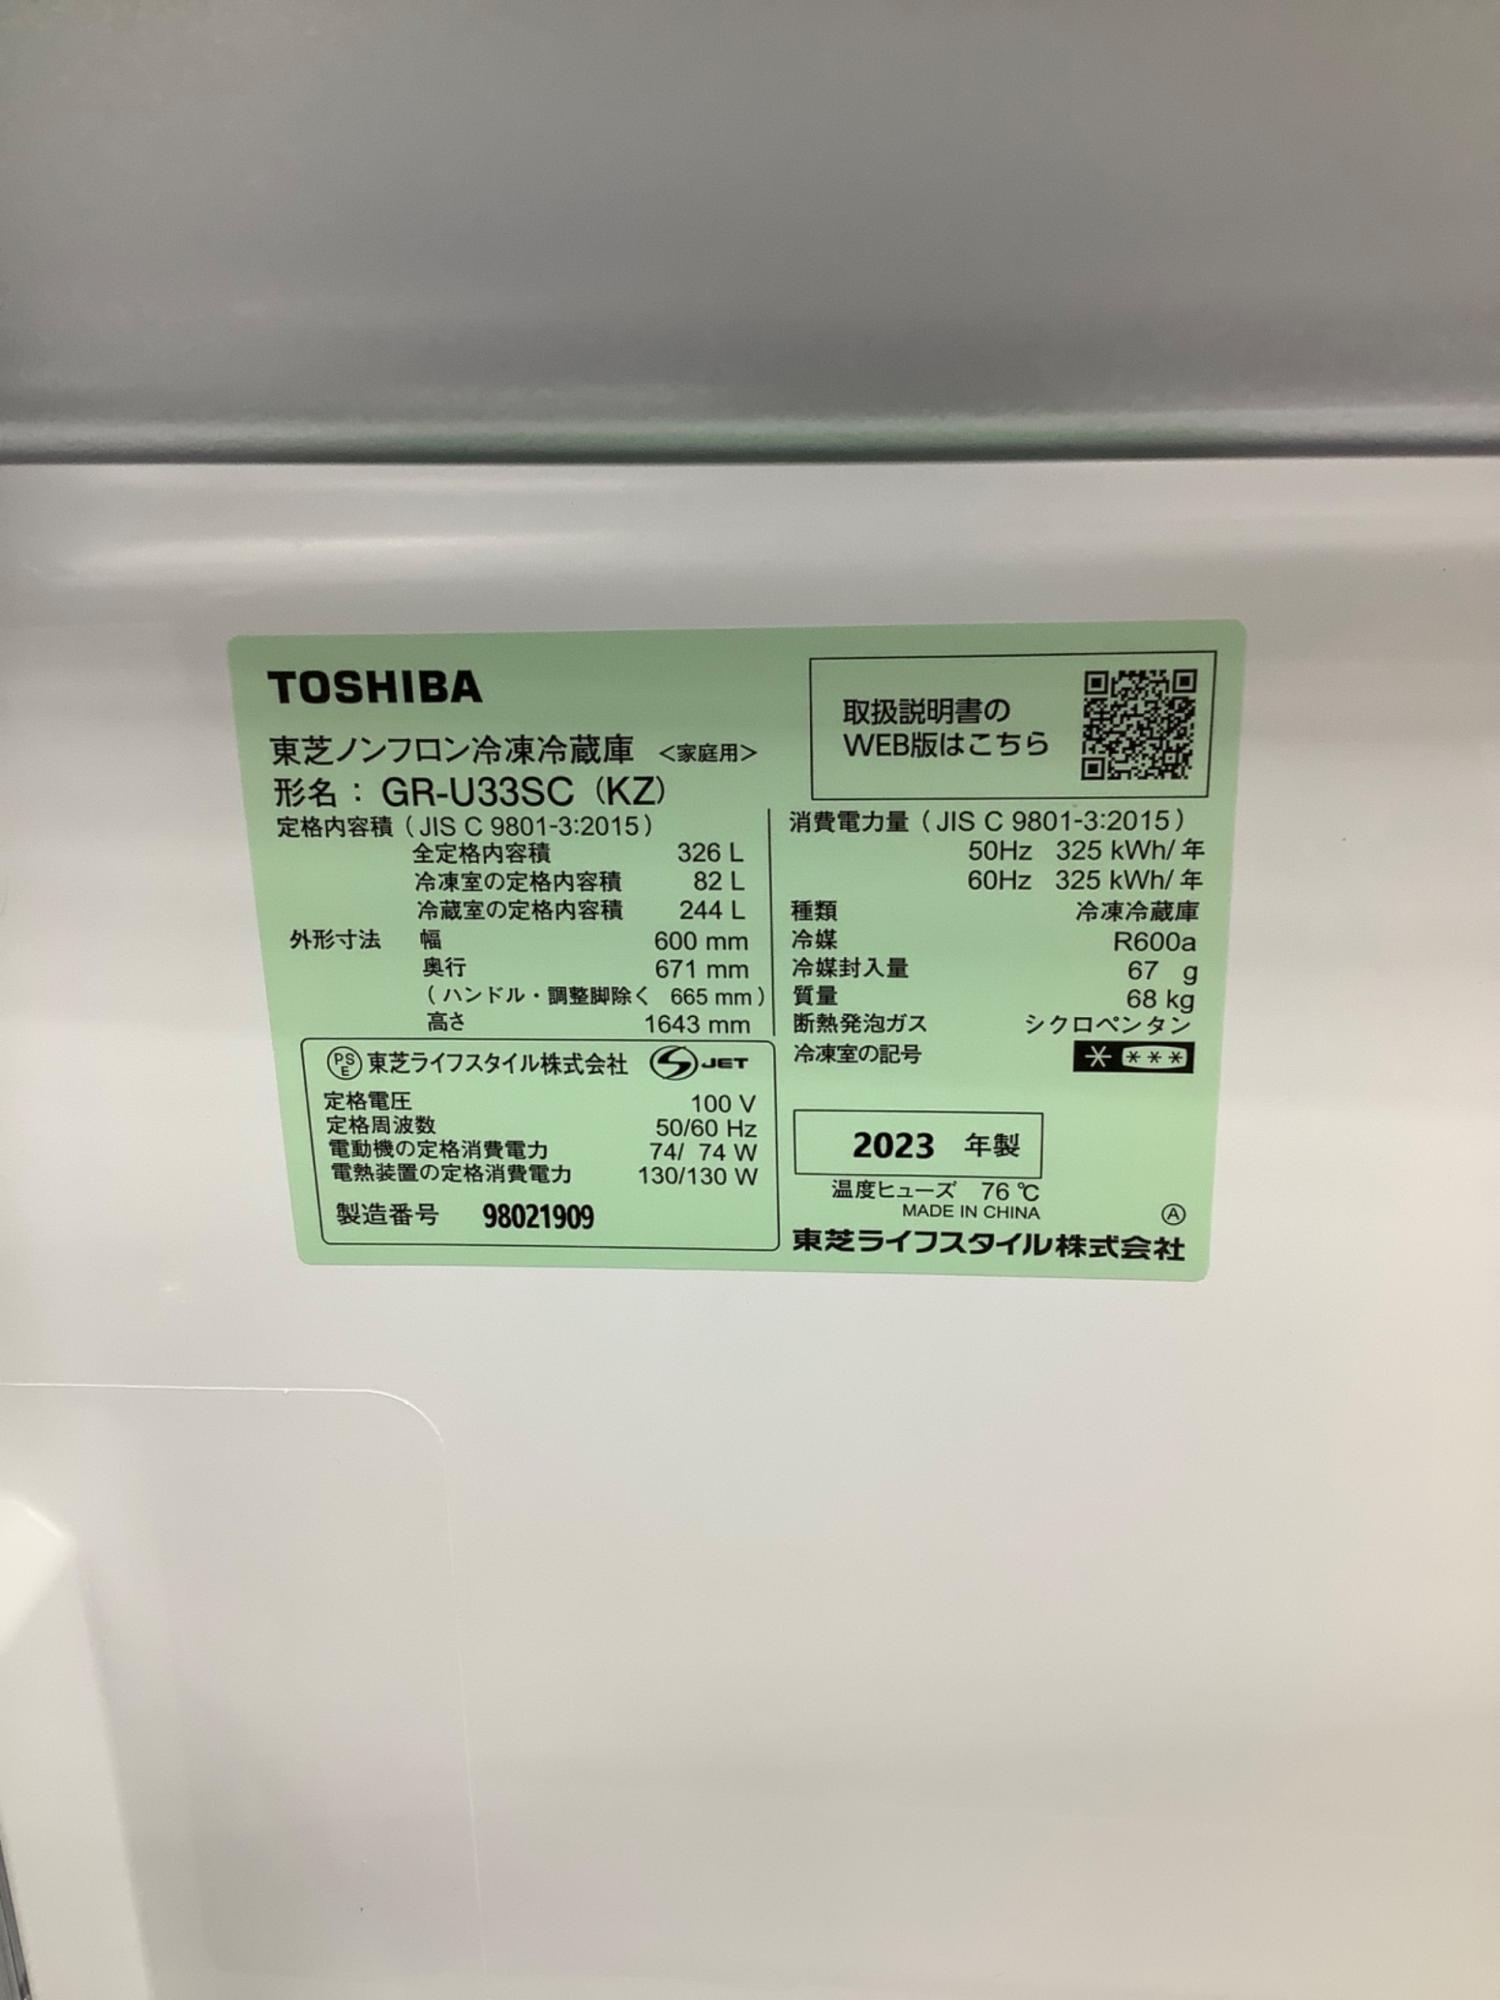 TOSHIBA
取扱説明書の
WEB版はこちら
東芝ノンフロン冷凍冷蔵庫 <家庭用>
形名： GR-U33SC (KZ)
定格内容積 ( JIS C 9801-3:2015 )
全定格内容積 326 L
冷凍室の定格内容積 82 L
冷蔵室の定格内容積 244 L
外形寸法 幅 600 mm
奥行 671 mm
( ハンドル・調整脚除く 665 mm )
高さ 1643 mm
PSE 東芝ライフスタイル株式会社 S JET
定格電圧 100 V
定格周波数 50/60 Hz
電動機の定格消費電力 74/ 74 W
電熱装置の定格消費電力 130/130 W
製造番号 98021909
消費電力量 ( JIS C 9801-3:2015 )
50Hz 325 kWh/年
60Hz 325 kWh/年
種類 冷凍冷蔵庫
冷媒 R600a
冷媒封入量 67 g
質量 68 kg
断熱発泡ガス シクロペンタン
冷凍室の記号 * ***
2023 年製
温度ヒューズ 76 ℃
MADE IN CHINA Ⓐ
東芝ライフスタイル株式会社